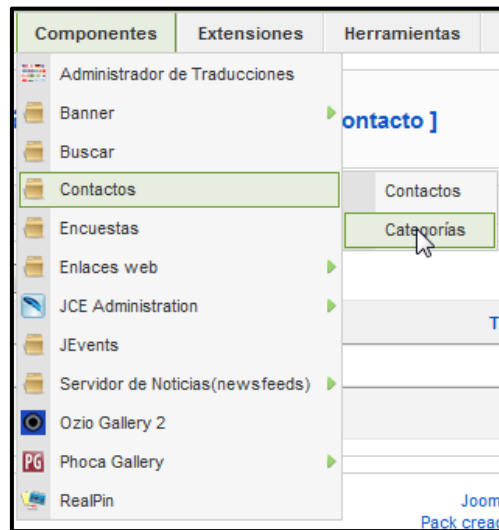 Componentes Extensiones Herramientas
Administrador de Traducciones
Banner
ontacto ]
Buscar
Contactos
Contactos
Encuestas
Categorías
Enlaces web
JCE Administration
T
JEvents
Servidor de Noticias(newsfeeds)
Ozio Gallery 2
PG Phoca Gallery
RealPin
Joom
Pack cread